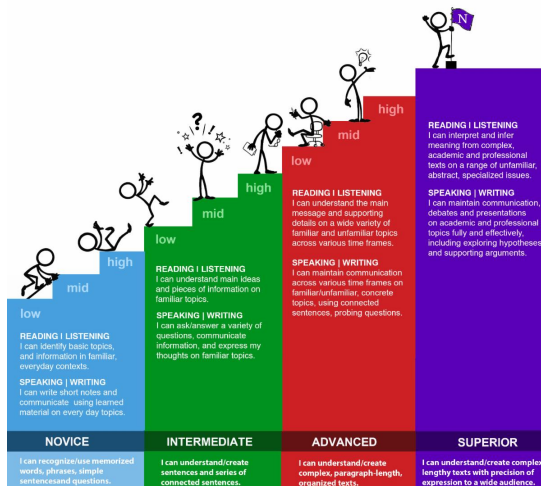 N
high
mid
low
high
mid
low
high
mid
low
READING | LISTENING
I can interpret and infer
meaning from complex,
academic and professional
texts on a range of unfamiliar,
abstract, specialized issues.
SPEAKING | WRITING
I can maintain communication,
debates and presentations
on academic and professional
topics fully and effectively,
including exploring hypotheses
and supporting arguments.
READING | LISTENING
I can understand the main
message and supporting
details on a wide variety of
familiar and unfamiliar topics
across various time frames.
SPEAKING | WRITING
I can maintain communication
across various time frames on
familiar/unfamiliar, concrete
topics, using connected
sentences, probing questions.
READING | LISTENING
I can understand main ideas
and pieces of information on
familiar topics.
SPEAKING | WRITING
I can ask/answer a variety of
questions, communicate
information, and express my
thoughts on familiar topics.
READING | LISTENING
I can identify basic topics,
and information in familiar,
everyday contexts.
SPEAKING | WRITING
I can write short notes and
communicate using learned
material on every day topics.
NOVICE
INTERMEDIATE
ADVANCED
SUPERIOR
I can recognize/use memorized
words, phrases, simple
sentencesand questions.
I can understand/create
sentences and series of
connected sentences.
I can understand/create
complex, paragraph-length,
organized texts.
I can understand/create complex
lengthy texts with precision of
expression to a wide audience.